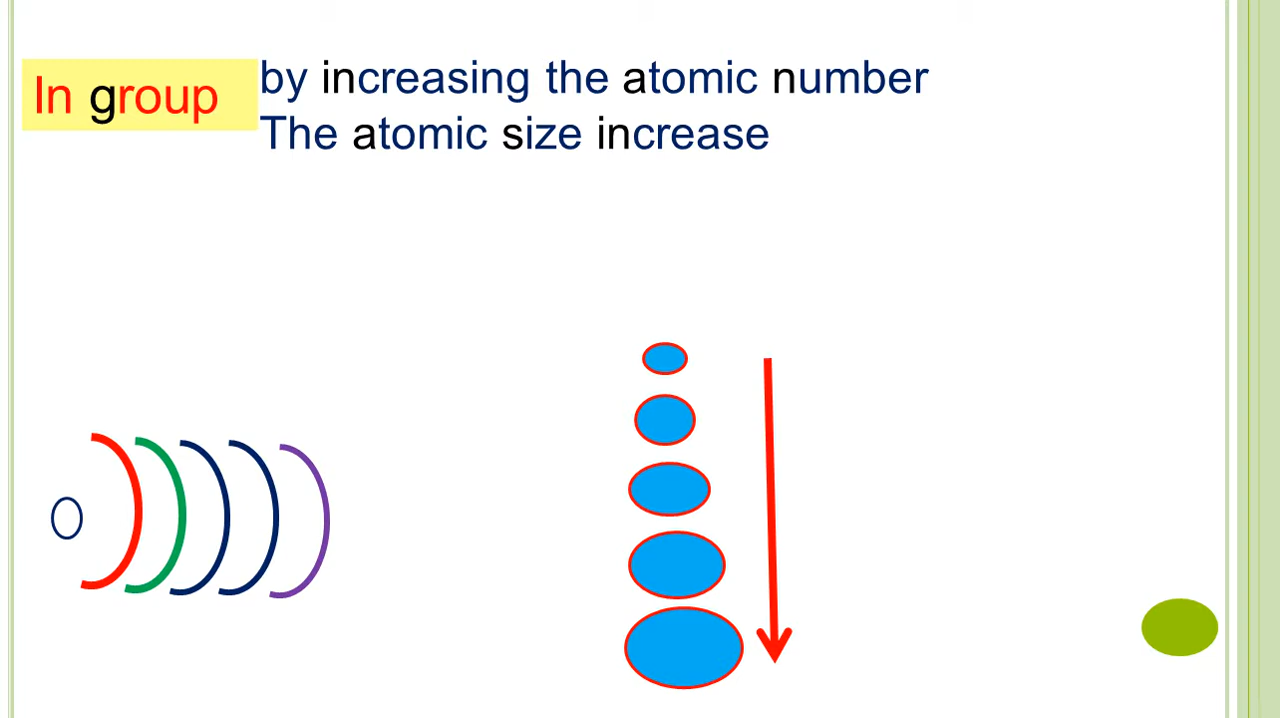 In group
by increasing the atomic number
The atomic size increase